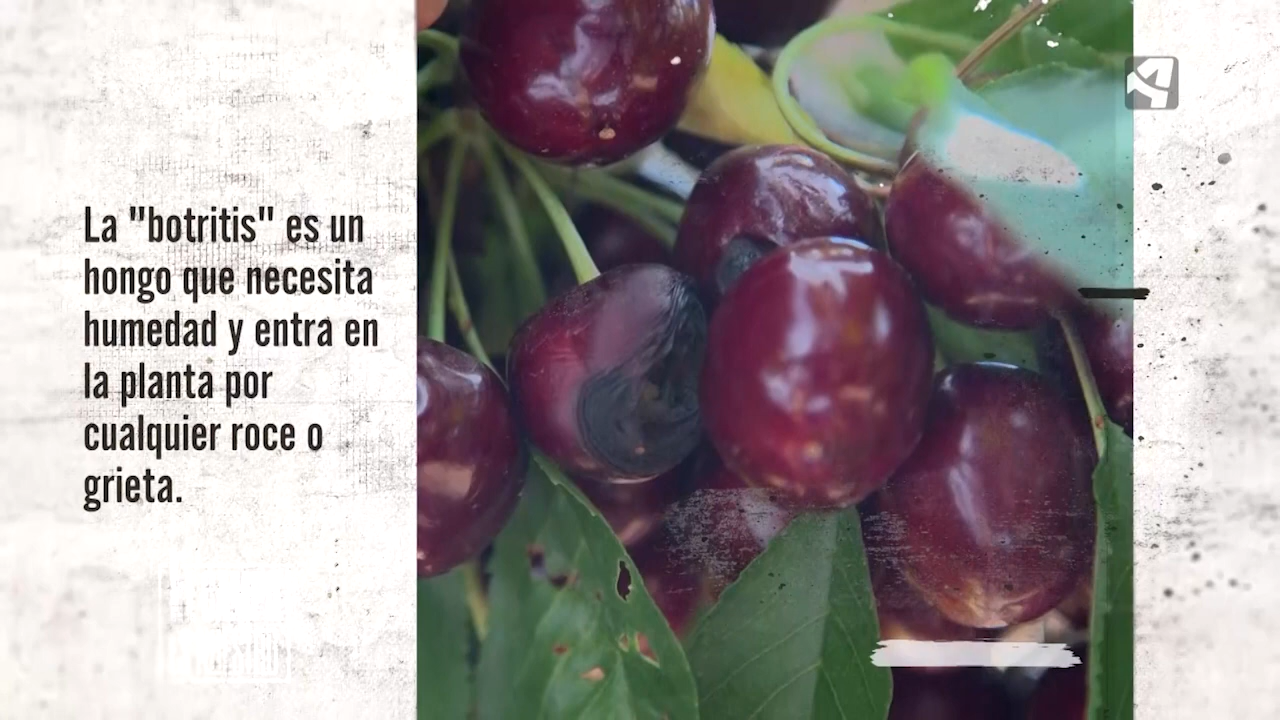 La "botritis" es un
hongo que necesita
humedad y entra en
la planta por
cualquier roce o
grieta.